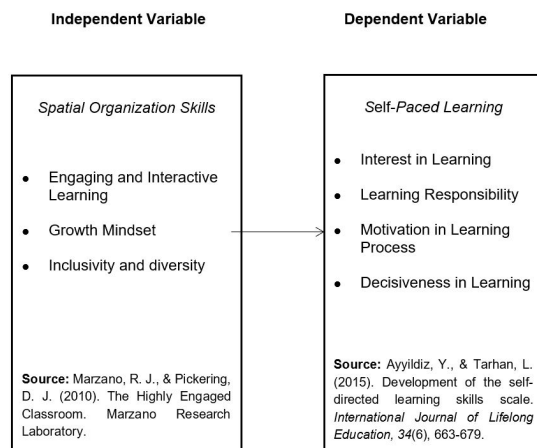 Independent Variable
Dependent Variable
Spatial Organization Skills
● Engaging and Interactive
Learning
● Growth Mindset
● Inclusivity and diversity
Source: Marzano, R. J., & Pickering,
D. J. (2010). The Highly Engaged
Classroom. Marzano Research
Laboratory.
Self-Paced Learning
● Interest in Learning
● Learning Responsibility
● Motivation in Learning
Process
● Decisiveness in Learning
Source: Ayyildiz, Y., & Tarhan, L.
(2015). Development of the self-
directed learning skills scale.
International Journal of Lifelong
Education, 34(6), 663-679.